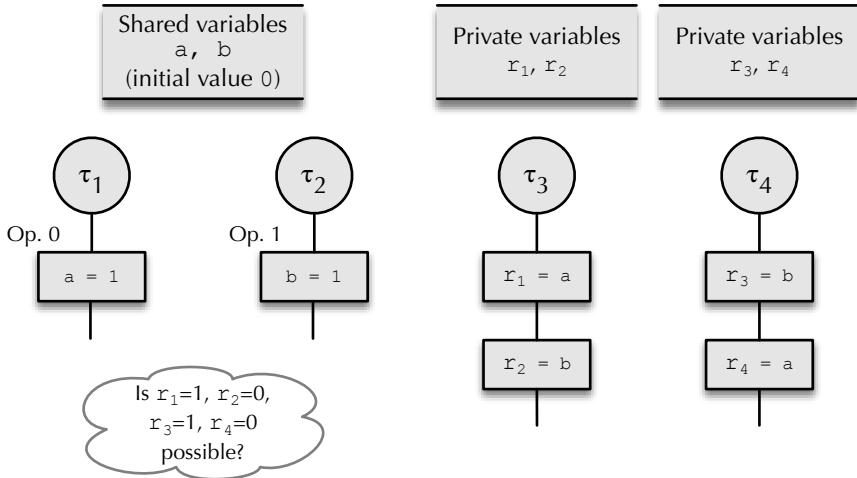 Shared variables
a, b
(initial value 0)
Private variables
r₁, r₂
Private variables
r₃, r₄
τ₁
τ₂
τ₃
τ₄
Op. 0
Op. 1
a = 1
b = 1
r₁ = a
r₃ = b
r₂ = b
r₄ = a
Is r₁=1, r₂=0,
r₃=1, r₄=0
possible?